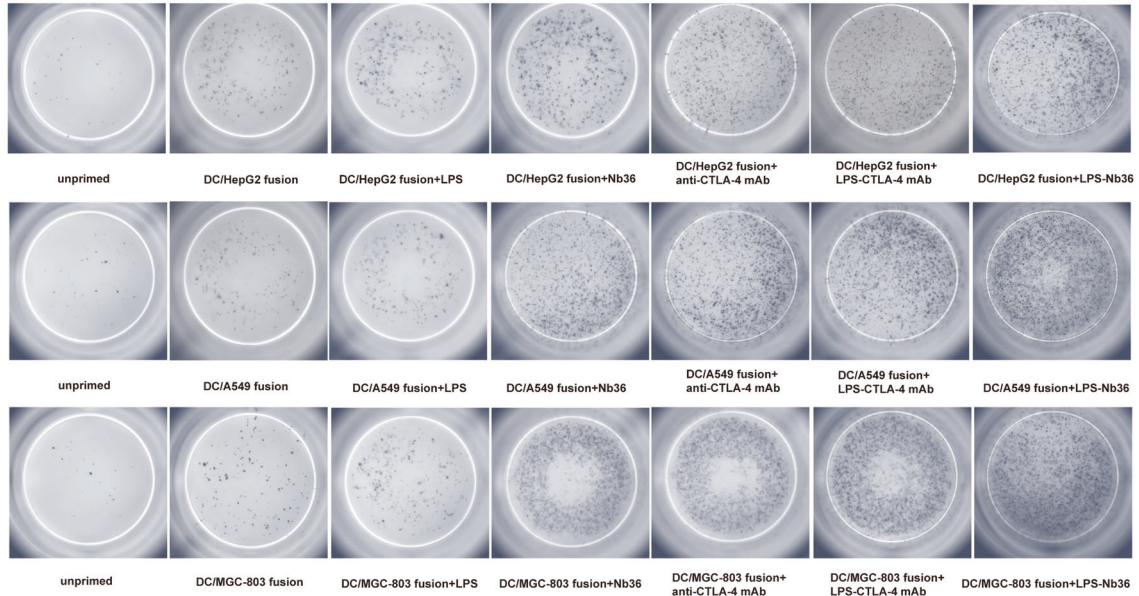 unprimed
DC/HepG2 fusion
DC/HepG2 fusion+LPS
DC/HepG2 fusion+Nb36
DC/HepG2 fusion+
anti-CTLA-4 mAb
DC/HepG2 fusion+
LPS-CTLA-4 mAb
DC/HepG2 fusion+LPS-Nb36
unprimed
DC/A549 fusion
DC/A549 fusion+LPS
DC/A549 fusion+Nb36
DC/A549 fusion+
anti-CTLA-4 mAb
DC/A549 fusion+
LPS-CTLA-4 mAb
DC/A549 fusion+LPS-Nb36
unprimed
DC/MGC-803 fusion
DC/MGC-803 fusion+LPS
DC/MGC-803 fusion+Nb36
DC/MGC-803 fusion+
anti-CTLA-4 mAb
DC/MGC-803 fusion+
LPS-CTLA-4 mAb
DC/MGC-803 fusion+LPS-Nb36